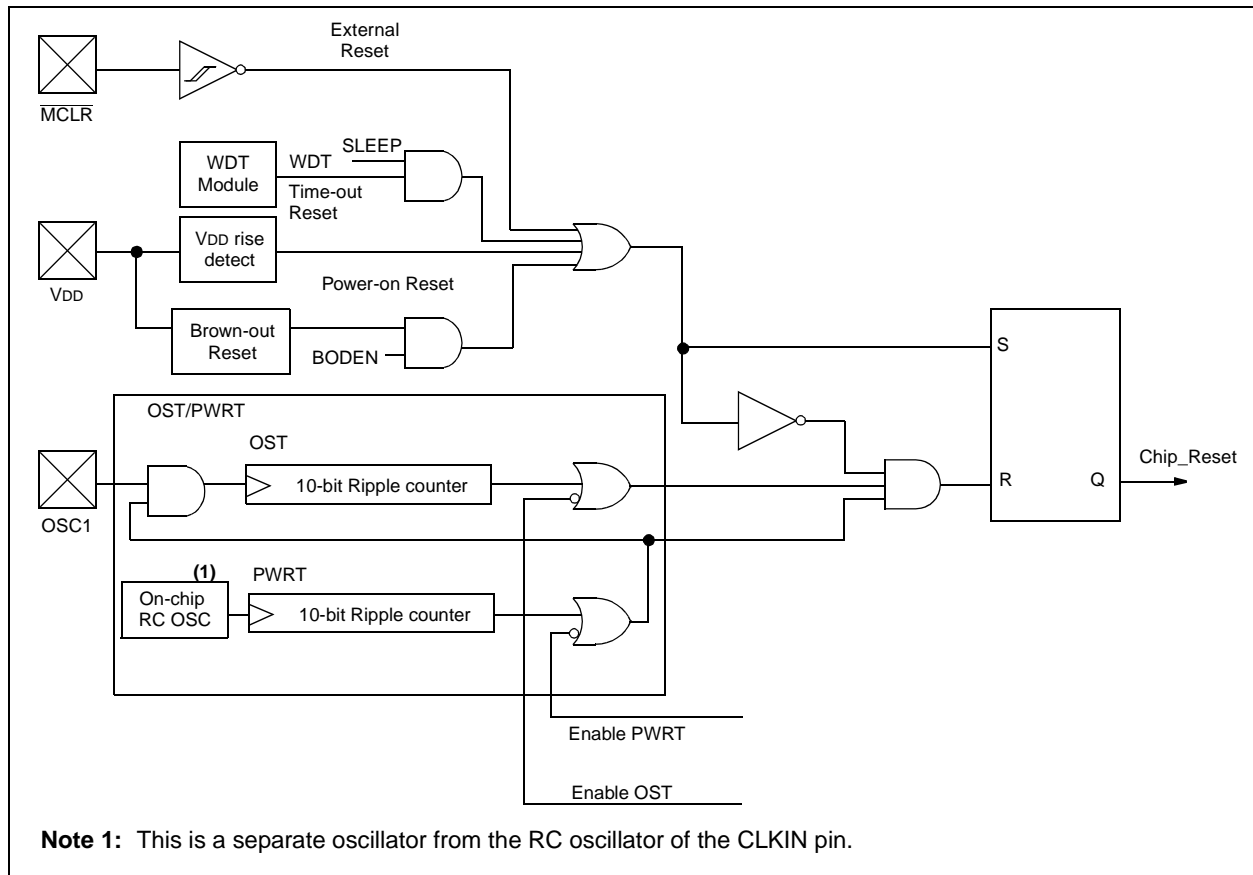 External
Reset
MCLR
SLEEP
WDT
Module
WDT
Time-out
Reset
VDD rise
detect
VDD
Power-on Reset
Brown-out
Reset
BODEN
S
OST/PWRT
OST
10-bit Ripple counter
OSC1
Chip_Reset
R
Q
(1)
PWRT
On-chip
RC OSC
10-bit Ripple counter
Enable PWRT
Enable OST
Note 1: This is a separate oscillator from the RC oscillator of the CLKIN pin.